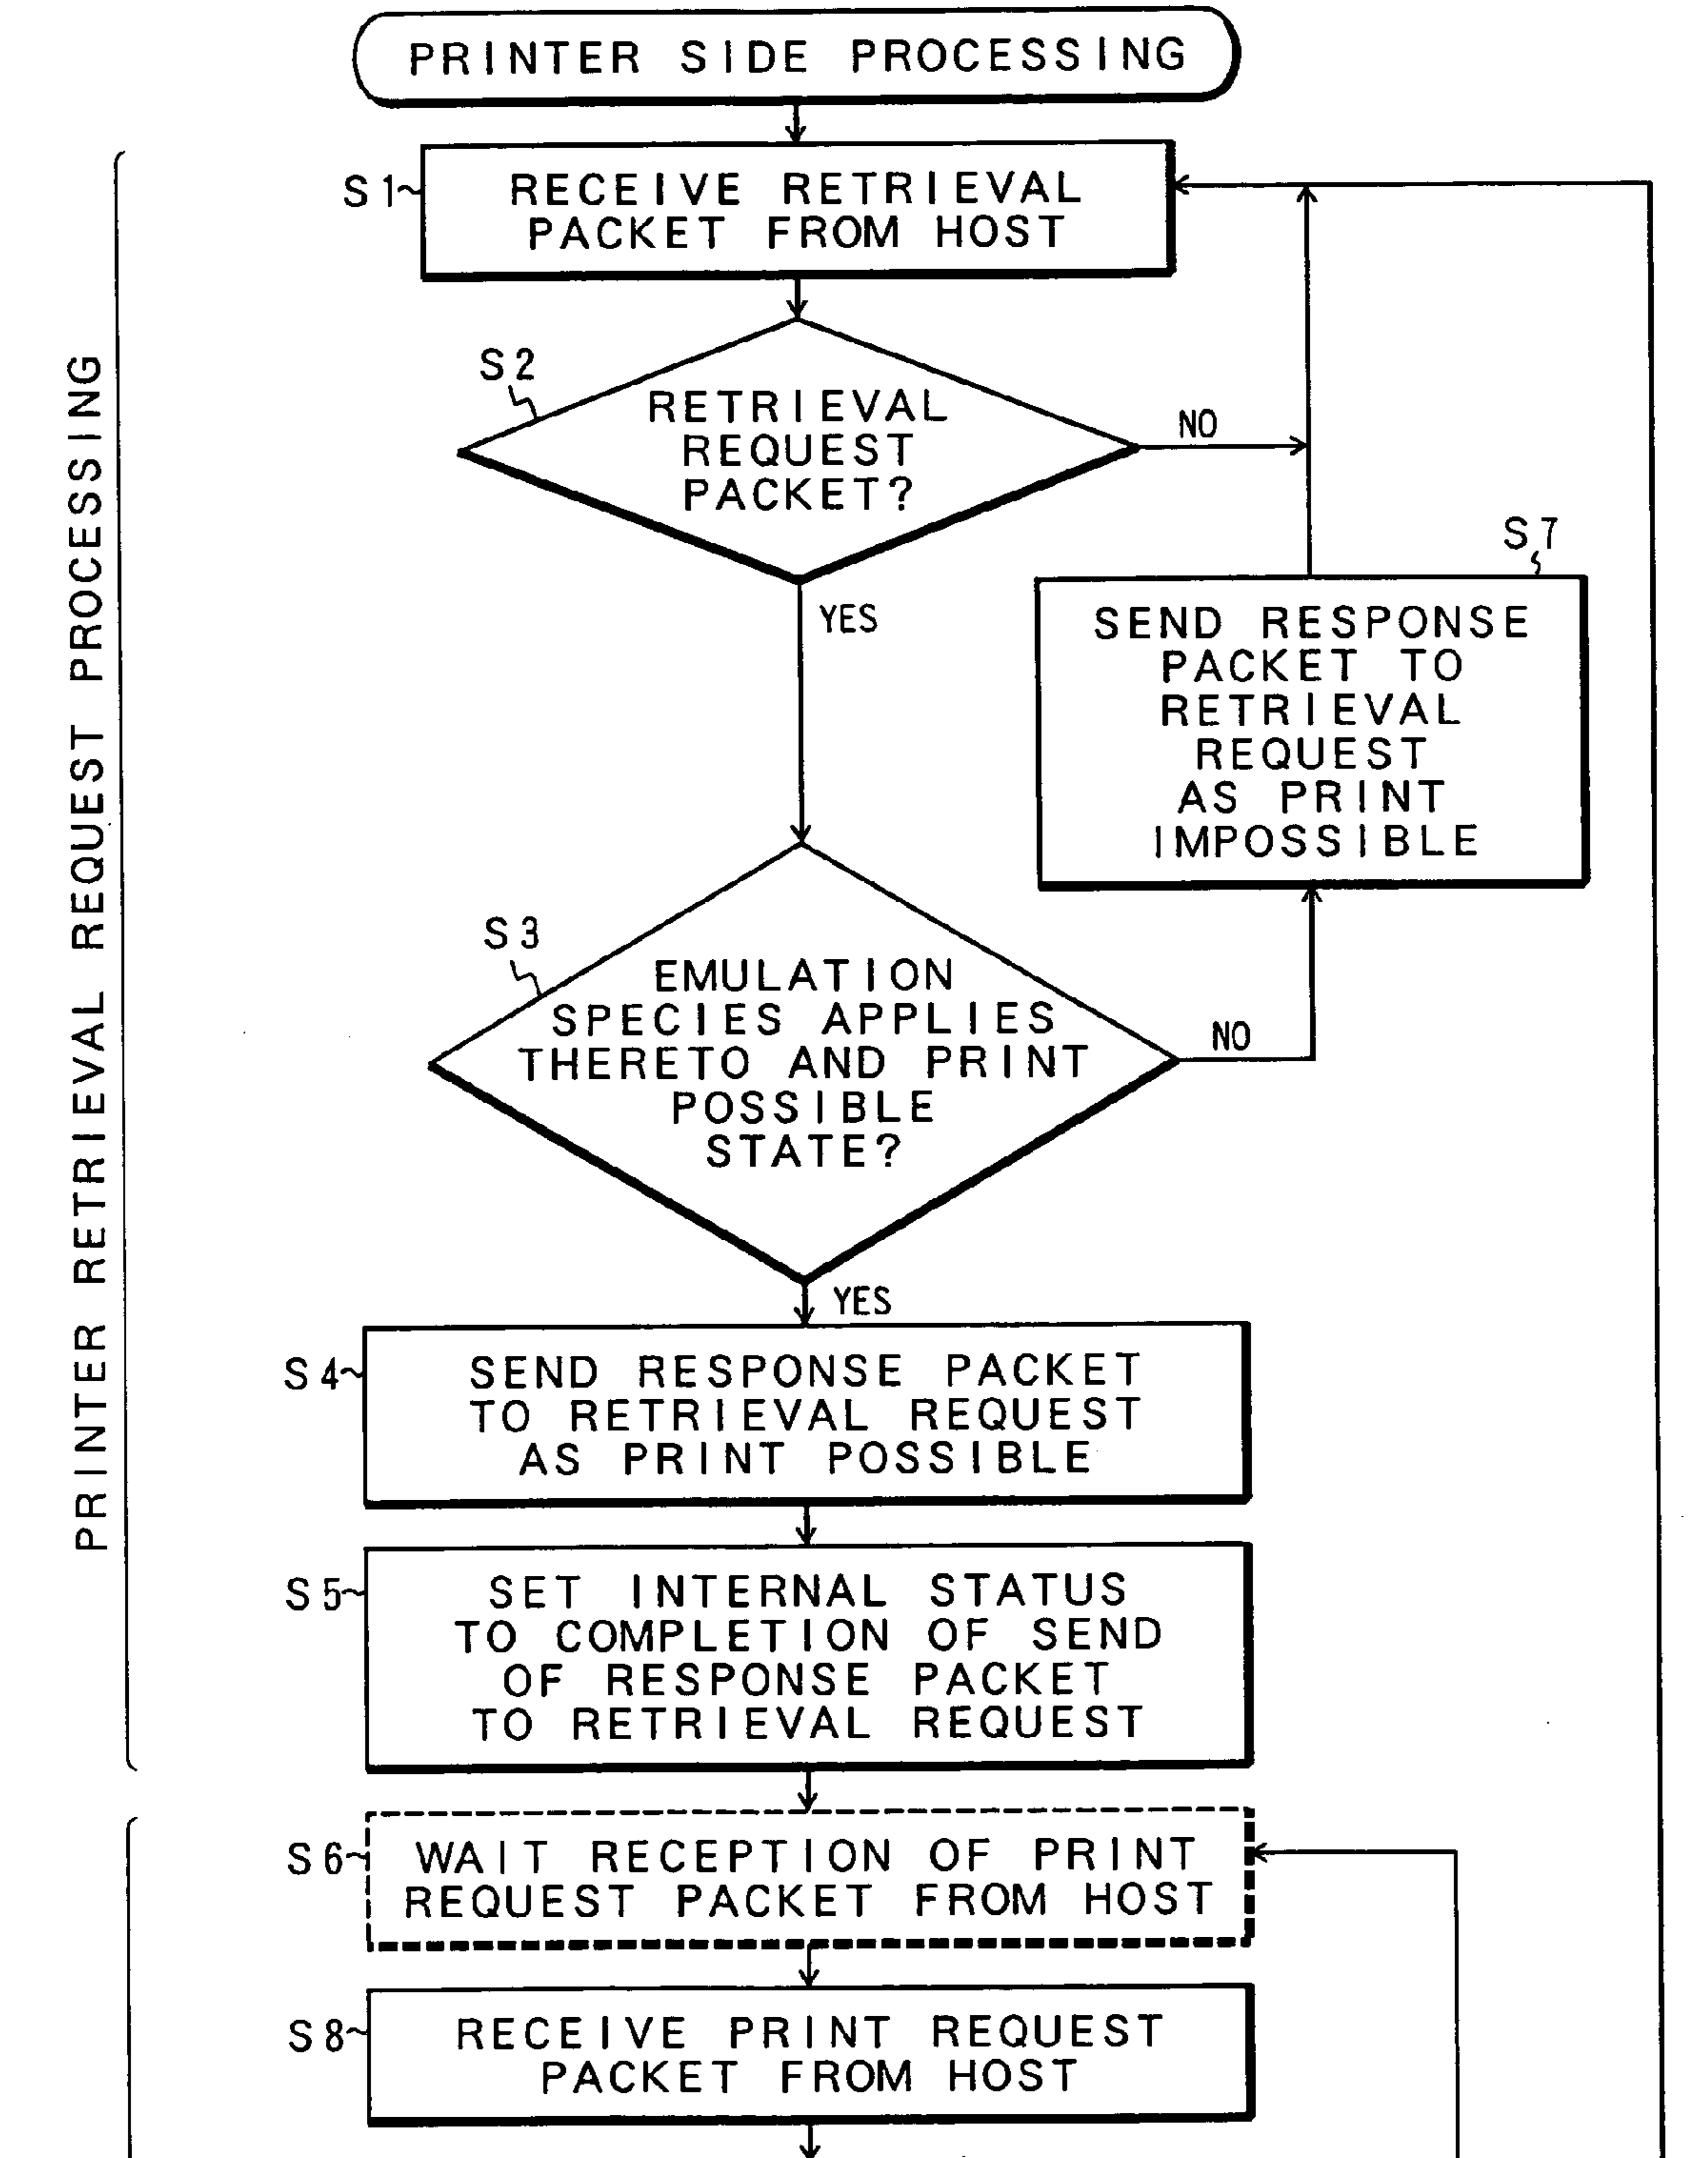 PRINTER SIDE PROCESSING
S1
RECEIVE RETRIEVAL
PACKET FROM HOST
S2
RETRIEVAL
REQUEST
PACKET?
NO
YES
S7
SEND RESPONSE
PACKET TO
RETRIEVAL
REQUEST
AS PRINT
IMPOSSIBLE
S3
EMULATION
SPECIES APPLIES
THERETO AND PRINT
POSSIBLE
STATE?
NO
YES
S4
SEND RESPONSE PACKET
TO RETRIEVAL REQUEST
AS PRINT POSSIBLE
S5
SET INTERNAL STATUS
TO COMPLETION OF SEND
OF RESPONSE PACKET
TO RETRIEVAL REQUEST
PRINTER RETRIEVAL REQUEST PROCESSING
S6
WAIT RECEPTION OF PRINT
REQUEST PACKET FROM HOST
S8
RECEIVE PRINT REQUEST
PACKET FROM HOST